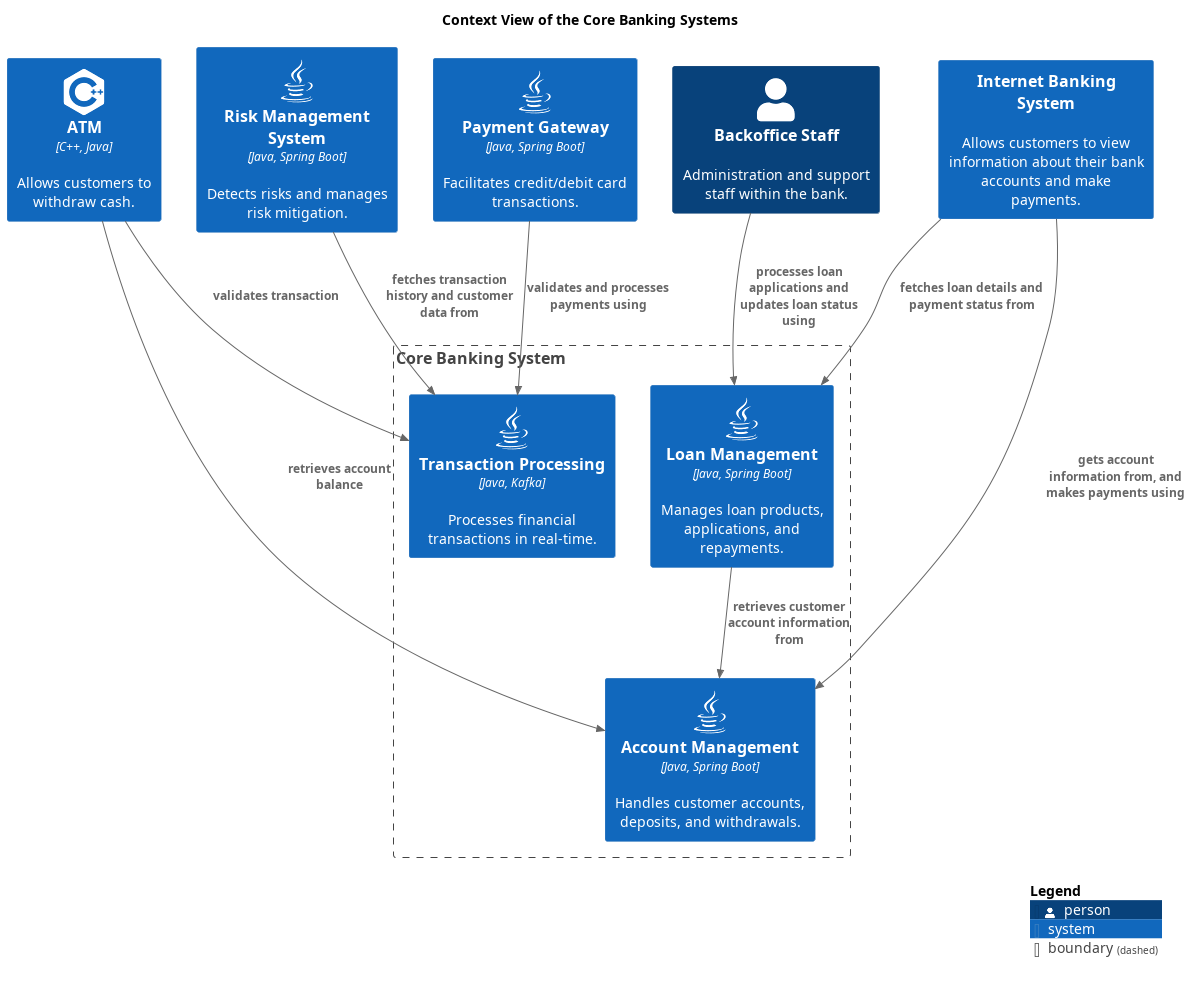 Context View of the Core Banking Systems
C++
ATM
[C++, Java]
Allows customers to
withdraw cash.
Risk Management
System
[Java, Spring Boot]
Detects risks and manages
risk mitigation.
Payment Gateway
[Java, Spring Boot]
Facilitates credit/debit card
transactions.
Backoffice Staff
Administration and support
staff within the bank.
Internet Banking
System
Allows customers to view
information about their bank
accounts and make
payments.
validates transaction
fetches transaction
history and customer
data from
validates and processes
payments using
processes loan
applications and
updates loan status
using
fetches loan details and
payment status from
Core Banking System
retrieves account
balance
Transaction Processing
[Java, Kafka]
Processes financial
transactions in real-time.
Loan Management
[Java, Spring Boot]
Manages loan products,
applications, and
repayments.
gets account
information from, and
makes payments using
retrieves customer
account information
from
Account Management
[Java, Spring Boot]
Handles customer accounts,
deposits, and withdrawals.
Legend
person
system
boundary (dashed)